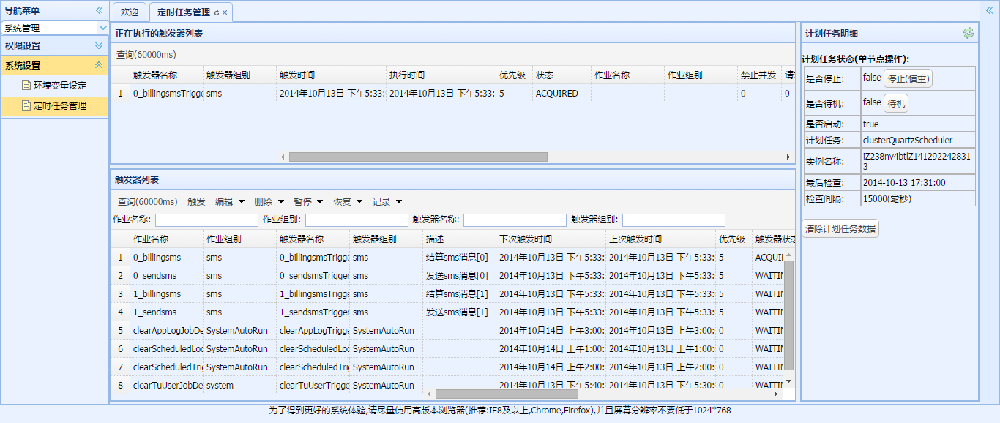 导航菜单
系统管理
权限设置
系统设置
环境变量设定
定时任务管理
欢迎 定时任务管理
正在执行的触发器列表
查询(60000ms)
触发器名称 触发器组别 触发时间 执行时间 优先级 状态 作业名称 作业组别 禁止并发
1 0_billingsmsTrigge sms 2014年10月13日 下午5:33: 2014年10月13日 下午5:33: 5 ACQUIRED 0 0
触发器列表
查询(60000ms) 触发 编辑 删除 暂停 恢复 记录
作业名称: 作业组别: 触发器名称: 触发器组别:
作业名称 作业组别 触发器名称 触发器组别 描述 下次触发时间 上次触发时间 优先级 触发器状态
1 0_billingsms sms 0_billingsmsTrigge sms 结算sms消息[0] 2014年10月13日 下午5:33: 2014年10月13日 下午5:33: 5 ACQUI
2 0_sendsms sms 0_sendsmsTrigger sms 发送sms消息[0] 2014年10月13日 下午5:33: 2014年10月13日 下午5:33: 5 WAITIN
3 1_billingsms sms 1_billingsmsTrigge sms 结算sms消息[1] 2014年10月13日 下午5:33: 2014年10月13日 下午5:33: 5 WAITIN
4 1_sendsms sms 1_sendsmsTrigger sms 发送sms消息[1] 2014年10月13日 下午5:33: 2014年10月13日 下午5:33: 5 WAITIN
5 clearAppLogJobDe SystemAutoRun clearAppLogTrigge SystemAutoRun 2014年10月14日 上午3:00: 2014年10月13日 上午3:00: 0 WAITIN
6 clearScheduledLog SystemAutoRun clearScheduledLog SystemAutoRun 2014年10月14日 上午1:00: 2014年10月13日 上午1:00: 0 WAITIN
7 clearScheduledTrig SystemAutoRun clearScheduledTrig SystemAutoRun 2014年10月14日 上午2:00: 2014年10月13日 上午2:00: 0 WAITIN
8 clearTuUserJobDe system clearTuUserTrigge SystemAutoRun 2014年10月13日 下午5:40: 2014年10月13日 下午5:30: 0 WAITIN
计划任务明细
计划任务状态(单节点操作):
是否停止: false 停止(慎重)
是否待机: false 待机
是否启动: true
计划任务: clusterQuartzScheduler
实例名称: iZ238nv4btlZ141292242831
3
最后检查: 2014-10-13 17:31:00
检查间隔: 15000(毫秒)
清除计划任务数据
为了得到更好的系统体验,请尽量使用高版本浏览器(推荐:IE8及以上,Chrome,Firefox),并且屏幕分辨率不要低于1024*768